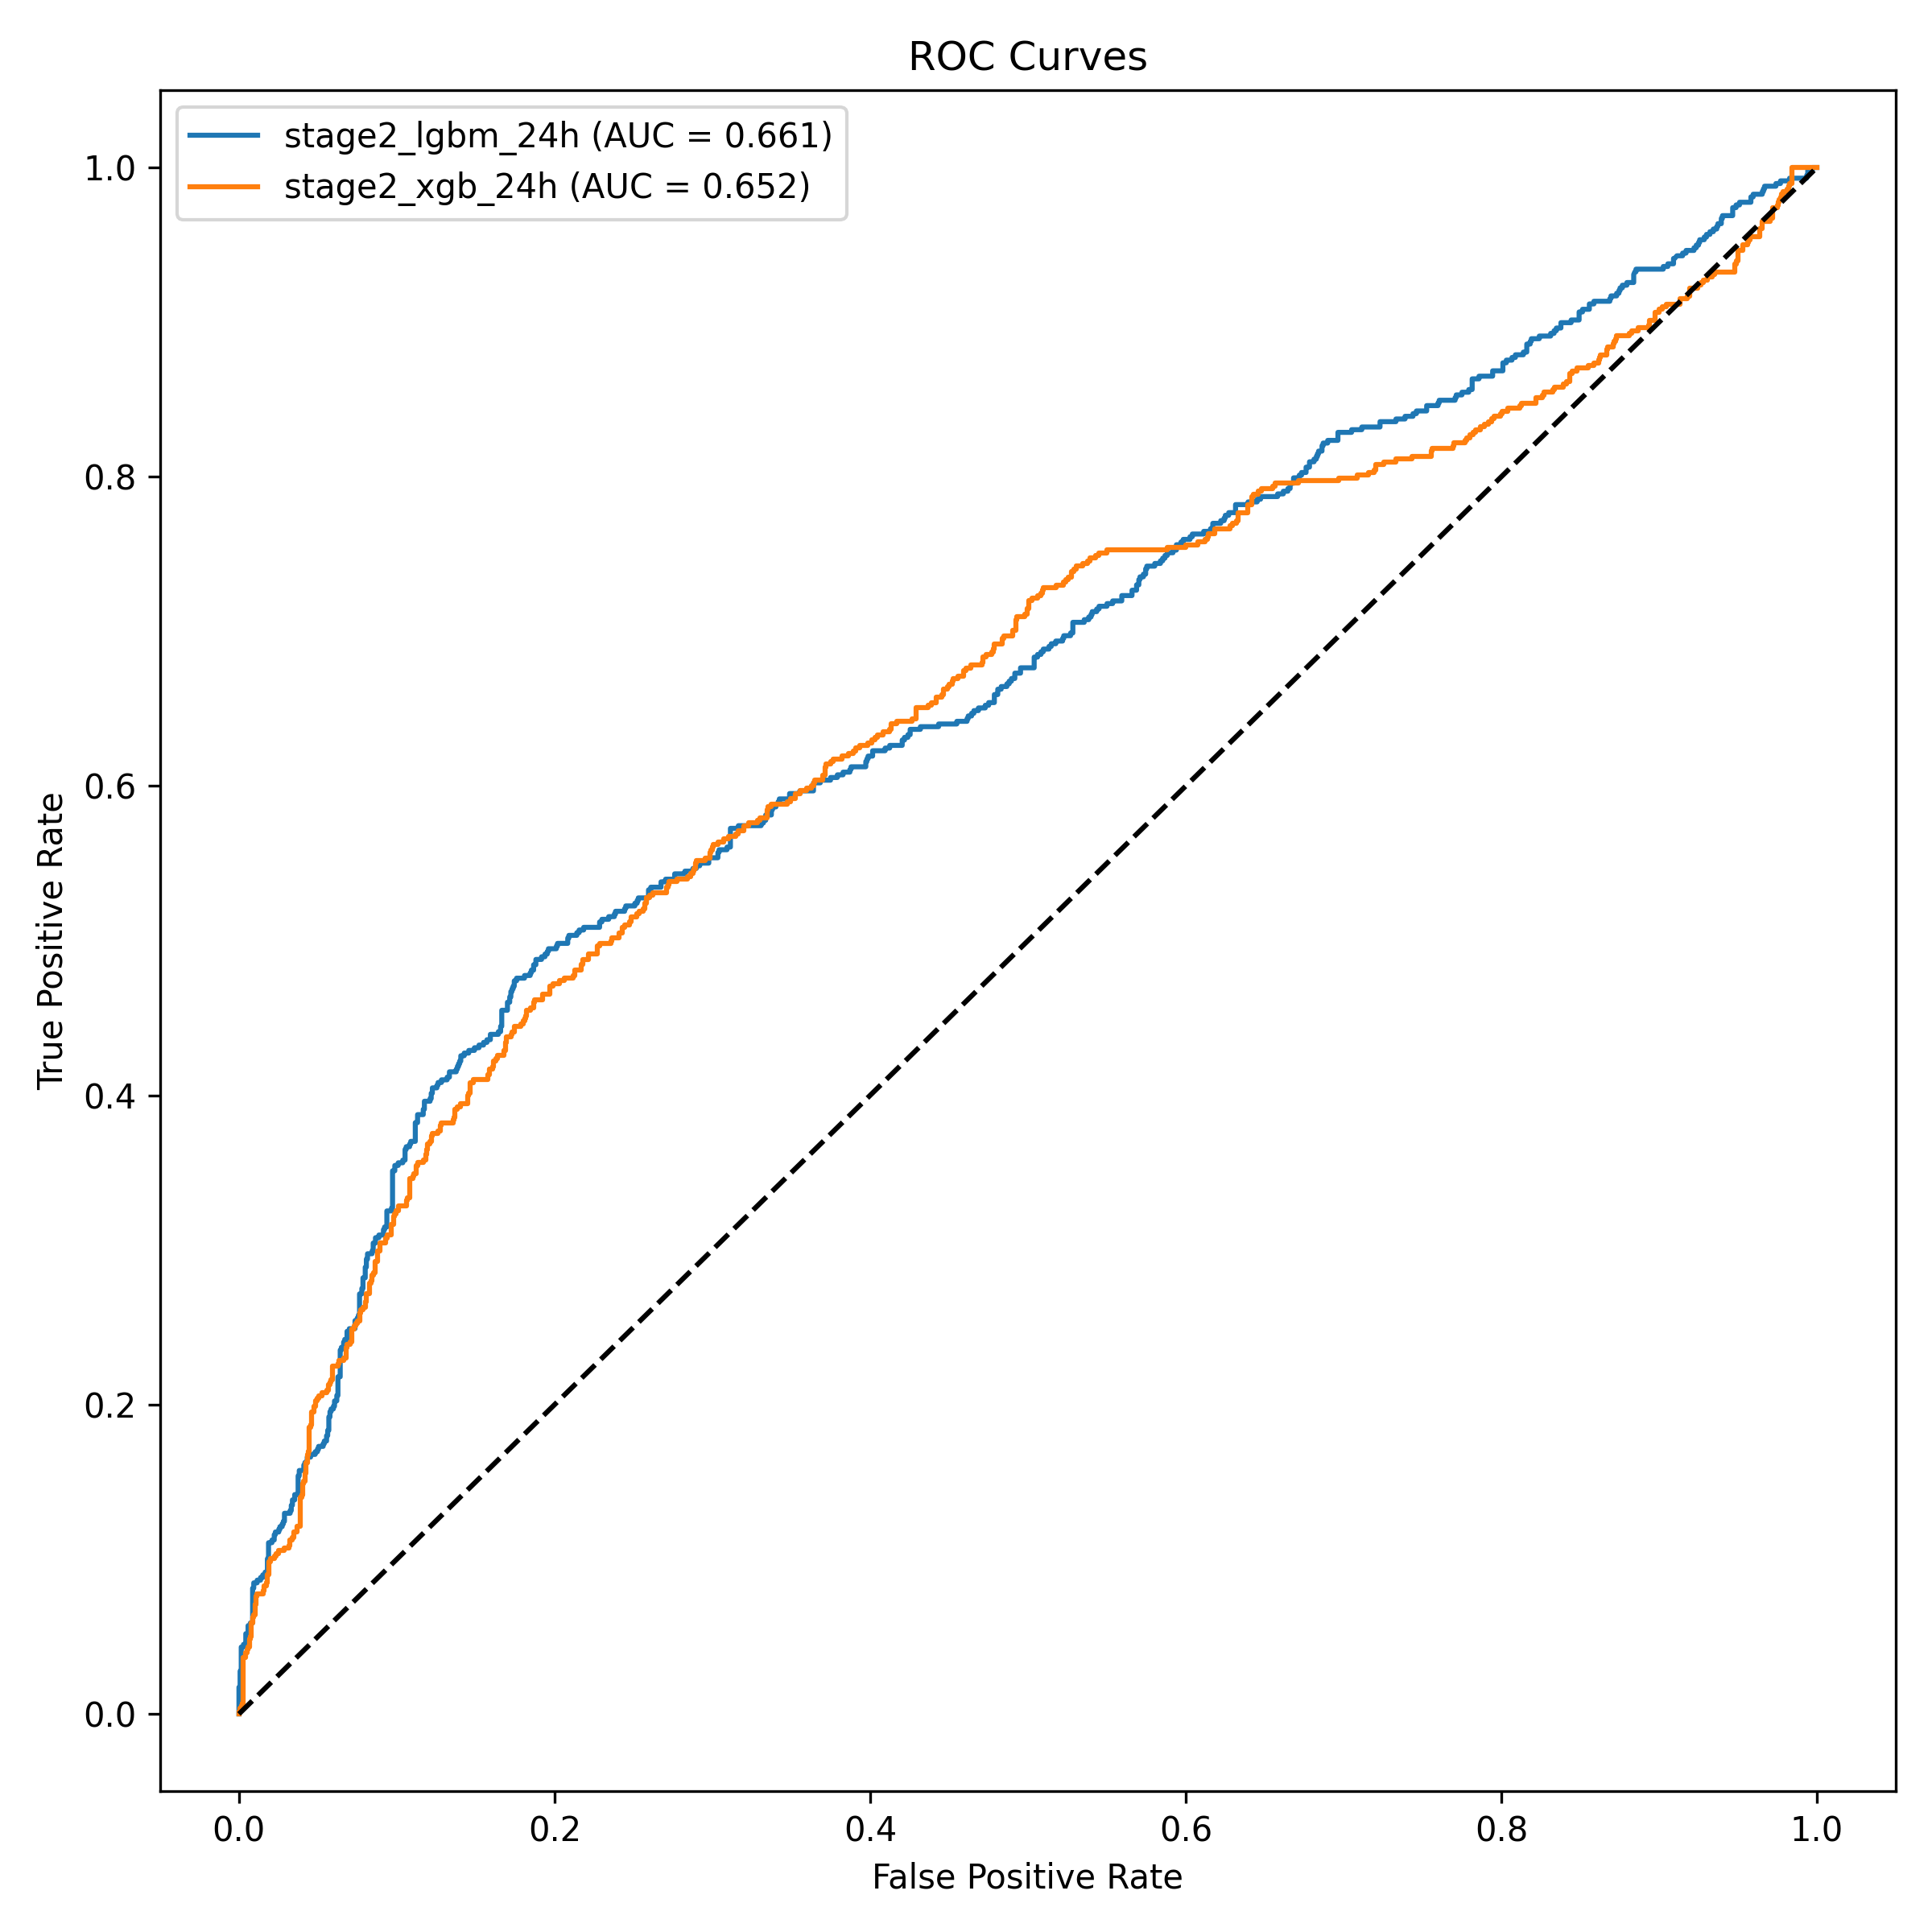 ROC Curves
stage2_lgbm_24h (AUC = 0.661)
stage2_xgb_24h (AUC = 0.652)
1.0
0.8
0.6
0.4
0.2
0.0
True Positive Rate
0.0 0.2 0.4 0.6 0.8 1.0
False Positive Rate